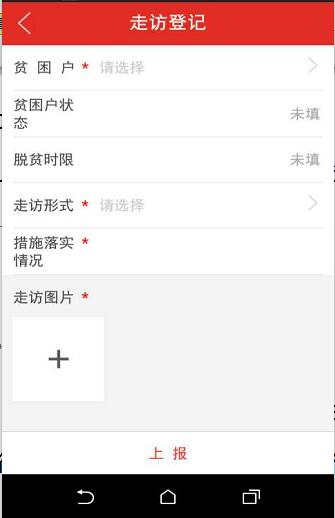 走访登记
贫 困 户 * 请选择
贫困户状
态
未填
脱贫时限 未填
走访形式 * 请选择
措施落实 *
情况
走访图片 *
上 报